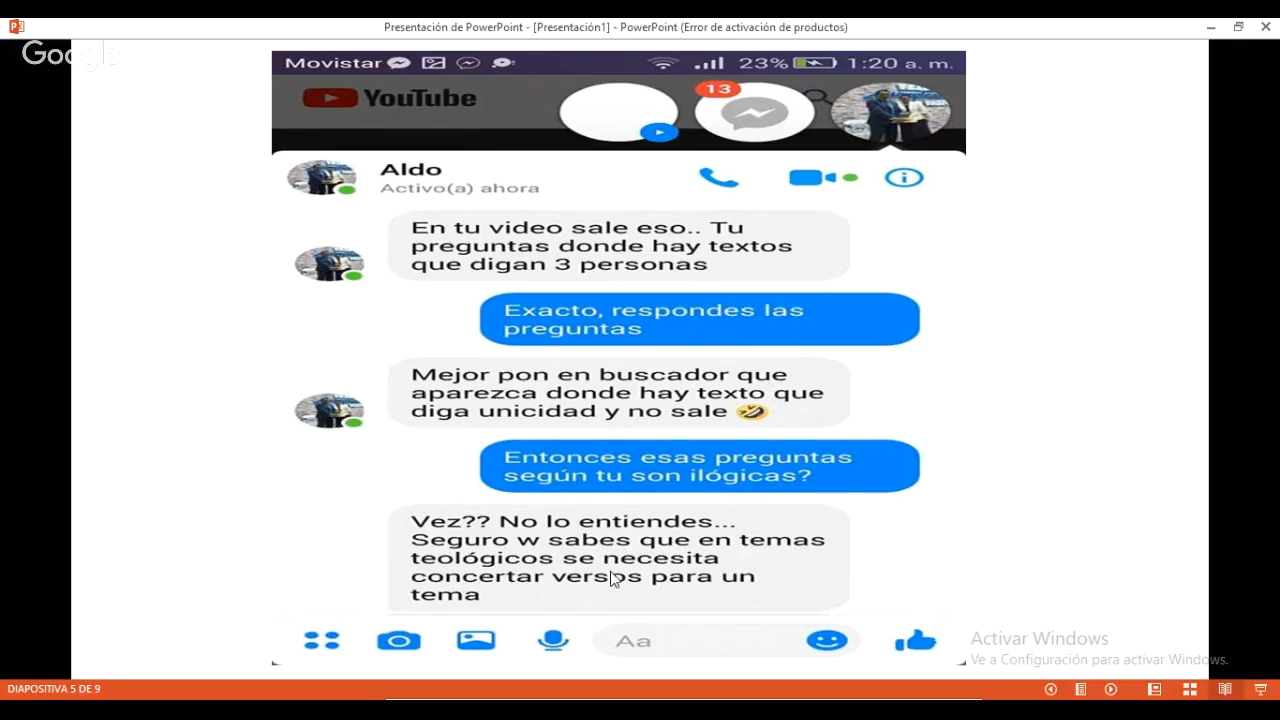 Presentación de PowerPoint - [Presentación1] - PowerPoint (Error de activación de productos)
Google
Movistar 23% 1:20 a. m.
YouTube
13
Aldo
Activo(a) ahora
En tu video sale eso.. Tu
preguntas donde hay textos
que digan 3 personas
Exacto, respondes las
preguntas
Mejor pon en buscador que
aparezca donde hay texto que
diga unicidad y no sale 🤣
Entonces esas preguntas
según tu son ilógicas?
Vez?? No lo entiendes...
Seguro w sabes que en temas
teológicos se necesita
concertar versos para un
tema
Aa
Activar Windows
Ve a Configuración para activar Windows.
DIAPOSITIVA 5 DE 9